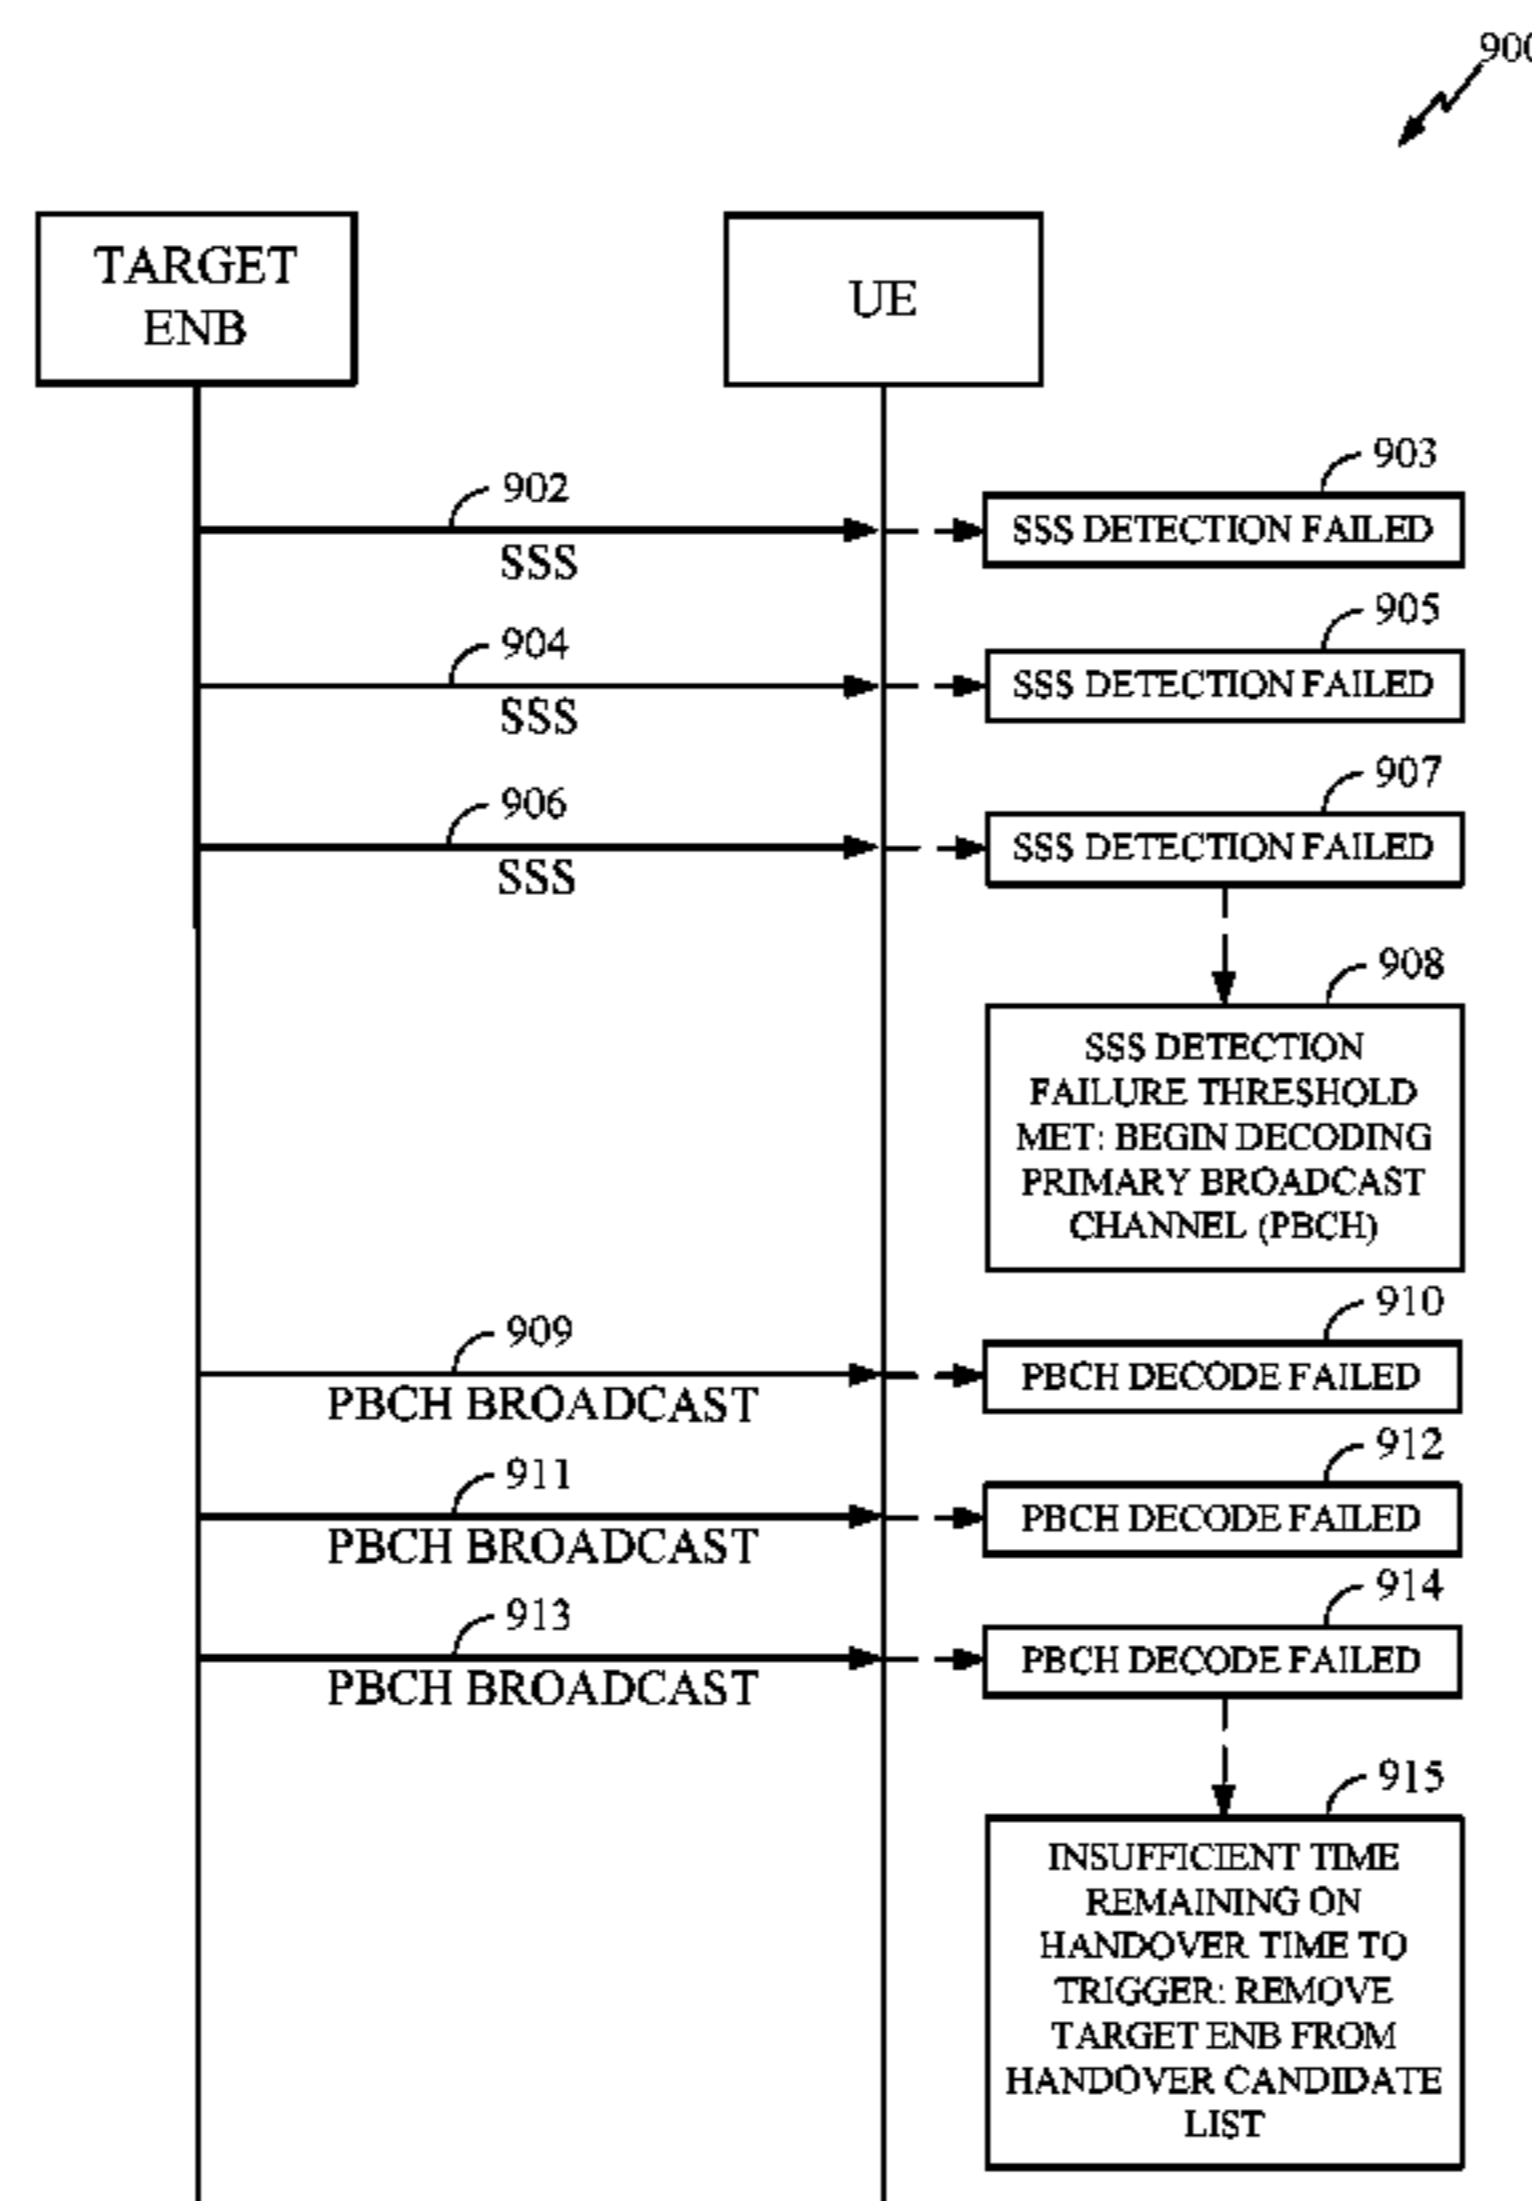 900
TARGET
ENB
UE
902
903
SSS
SSS DETECTION FAILED
904
905
SSS
SSS DETECTION FAILED
906
907
SSS
SSS DETECTION FAILED
908
SSS DETECTION
FAILURE THRESHOLD
MET: BEGIN DECODING
PRIMARY BROADCAST
CHANNEL (PBCH)
909
910
PBCH BROADCAST
PBCH DECODE FAILED
911
912
PBCH BROADCAST
PBCH DECODE FAILED
913
914
PBCH BROADCAST
PBCH DECODE FAILED
915
INSUFFICIENT TIME
REMAINING ON
HANDOVER TIME TO
TRIGGER: REMOVE
TARGET ENB FROM
HANDOVER CANDIDATE
LIST